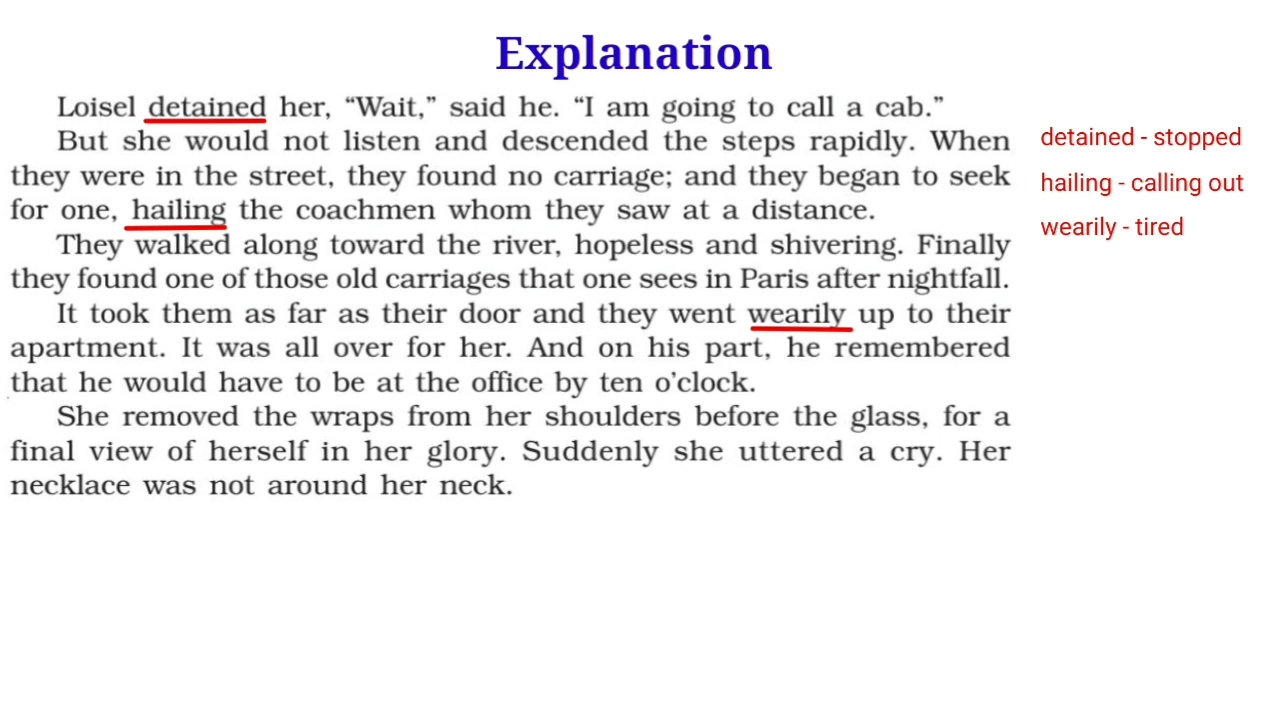 Explanation
Loisel detained her, “Wait,” said he. “I am going to call a cab.”
But she would not listen and descended the steps rapidly. When
they were in the street, they found no carriage; and they began to seek
for one, hailing the coachmen whom they saw at a distance.
They walked along toward the river, hopeless and shivering. Finally
they found one of those old carriages that one sees in Paris after nightfall.
It took them as far as their door and they went wearily up to their
apartment. It was all over for her. And on his part, he remembered
that he would have to be at the office by ten o’clock.
She removed the wraps from her shoulders before the glass, for a
final view of herself in her glory. Suddenly she uttered a cry. Her
necklace was not around her neck.
detained - stopped
hailing - calling out
wearily - tired